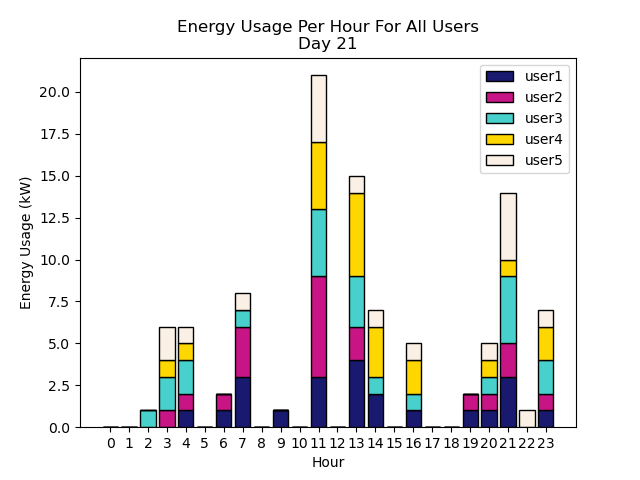 Energy Usage Per Hour For All Users
Day 21
user1
user2
user3
user4
user5
Energy Usage (kW)
20.0
17.5
15.0
12.5
10.0
7.5
5.0
2.5
0.0
0 1 2 3 4 5 6 7 8 9 10 11 12 13 14 15 16 17 18 19 20 21 22 23
Hour